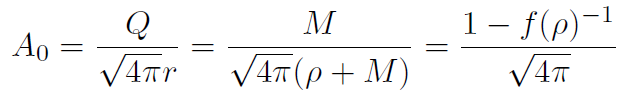 $$A_0 = \frac{Q}{\sqrt{4\pi}r} = \frac{M}{\sqrt{4\pi}(\rho + M)} = \frac{1 - f(\rho)^{-1}}{\sqrt{4\pi}}$$